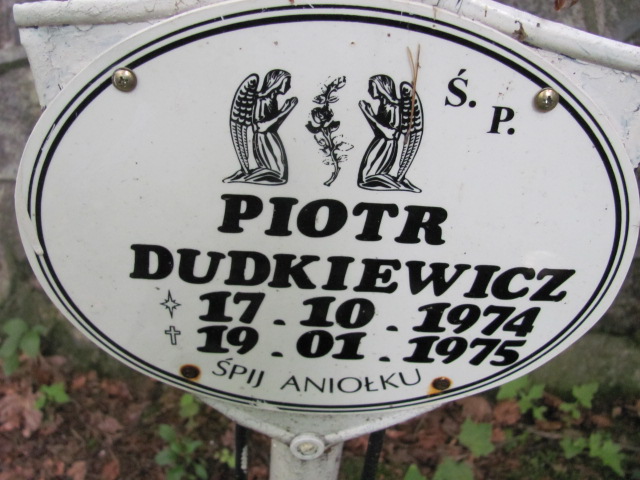 Ś. P.
PIOTR
DUDKIEWICZ
17.10.1974
19.01.1975
ŚPIJ ANIOŁKU